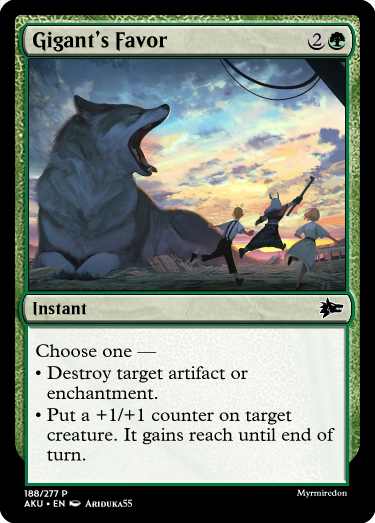 Gigant's Favor 2
Instant
Choose one —
• Destroy target artifact or
enchantment.
• Put a +1/+1 counter on target
creature. It gains reach until end of
turn.
188/277 P
AKU • EN Ariduka55
Myrmiredon